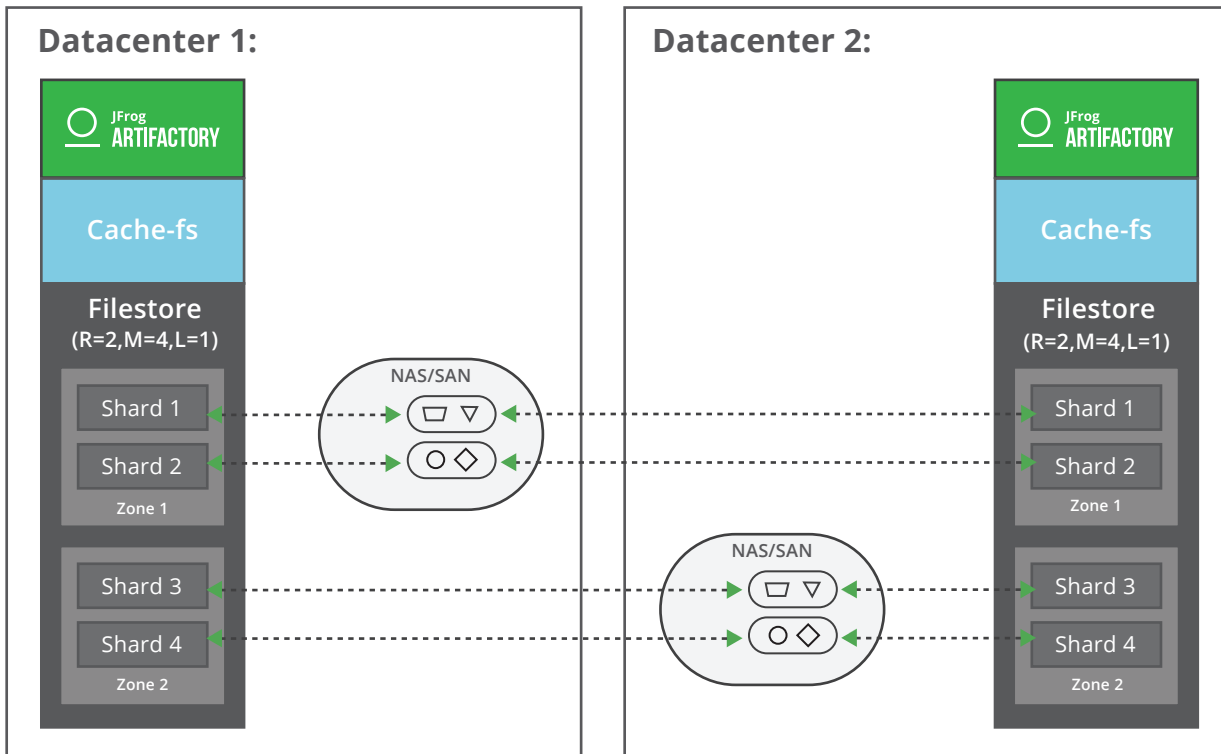 Datacenter 1:
JFrog
ARTIFACTORY
Cache-fs
Filestore
(R=2,M=4,L=1)
Shard 1
Shard 2
Zone 1
Shard 3
Shard 4
Zone 2
NAS/SAN
Datacenter 2:
JFrog
ARTIFACTORY
Cache-fs
Filestore
(R=2,M=4,L=1)
Shard 1
Shard 2
Zone 1
Shard 3
Shard 4
Zone 2
NAS/SAN